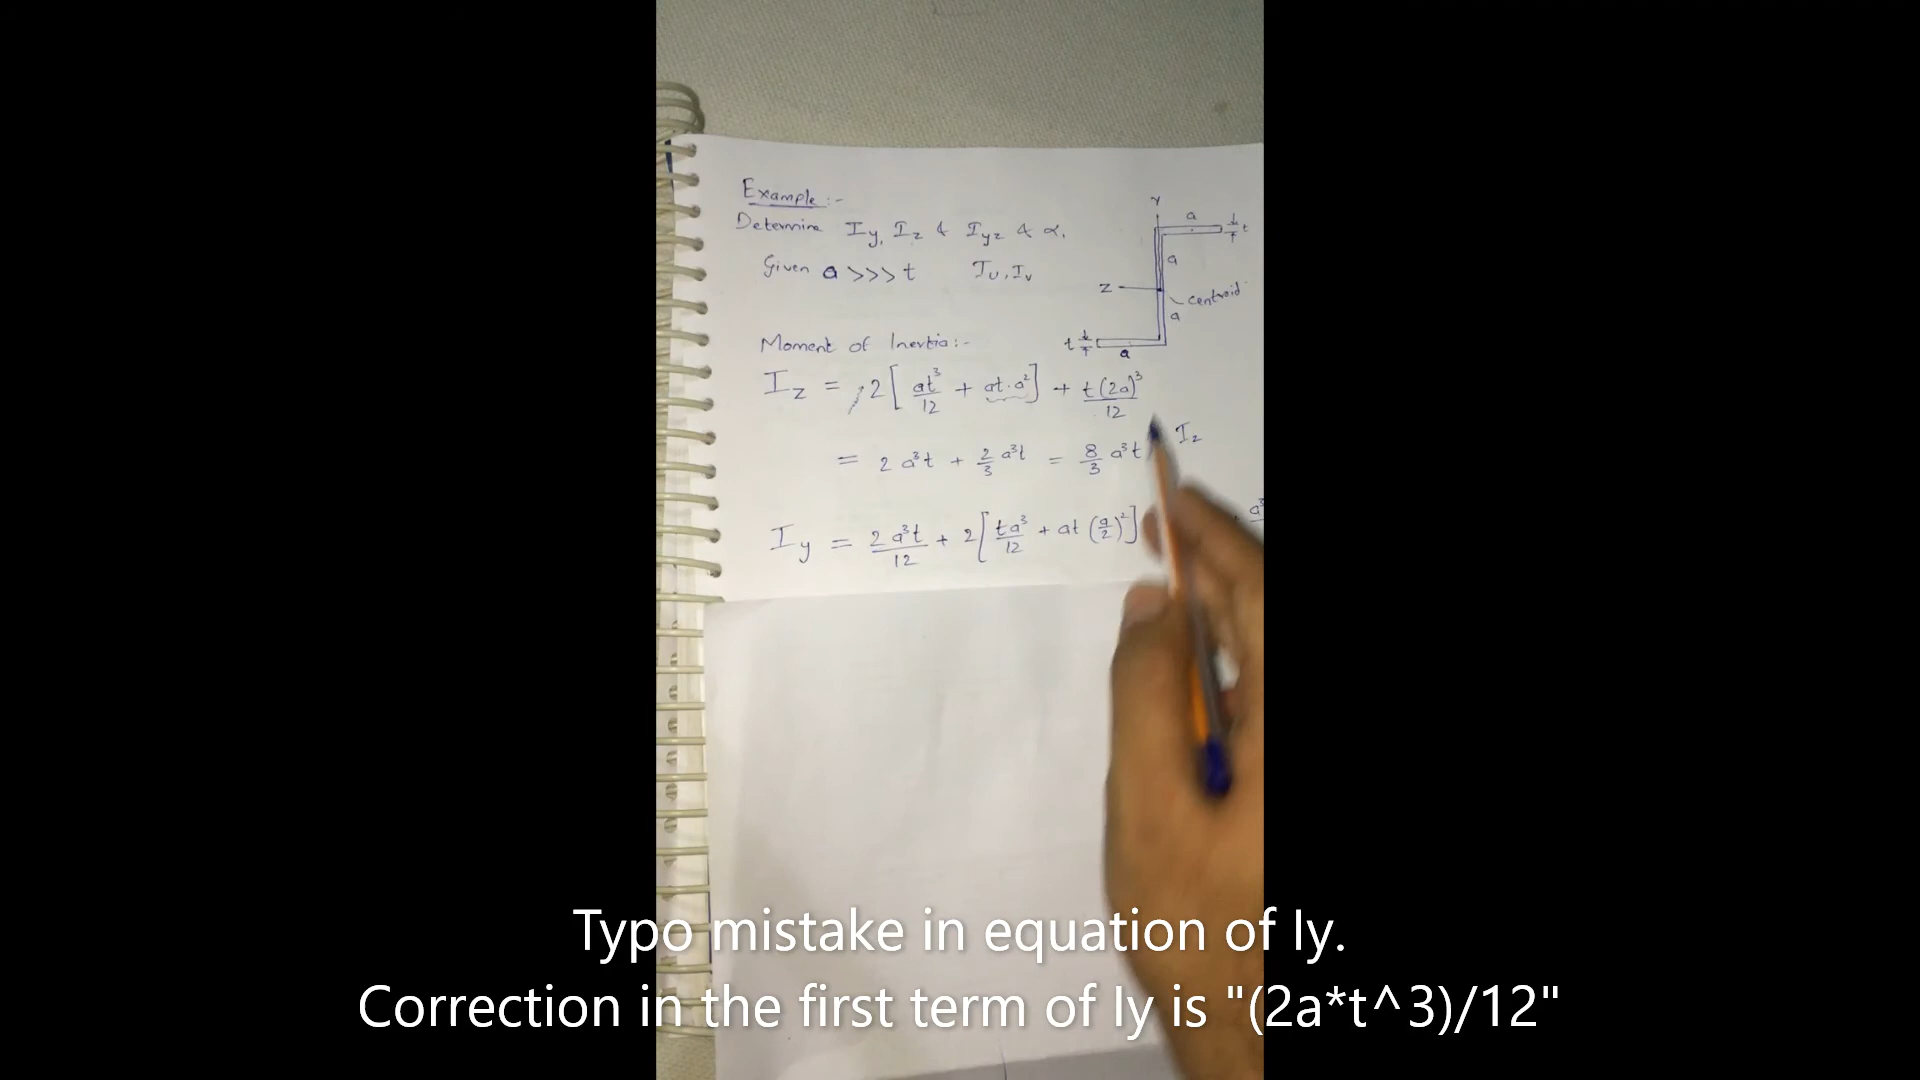 Example:-
Determine Iy, Iz & Iyz & α,
Given a >>> t Iu, Iv
Y
a
t
a
Z
centroid
a
t
a
Moment of Inertia:-
Iz = 2[at³/12 + at·a²] + t(2a)³/12
Iz
= 2a³t + 2/3 a³t = 8/3 a³t
Iy = 2a³t/12 + 2[ta³/12 + at(a/2)²]
a³
Typo mistake in equation of Iy.
Correction in the first term of Iy is "(2a*t^3)/12"